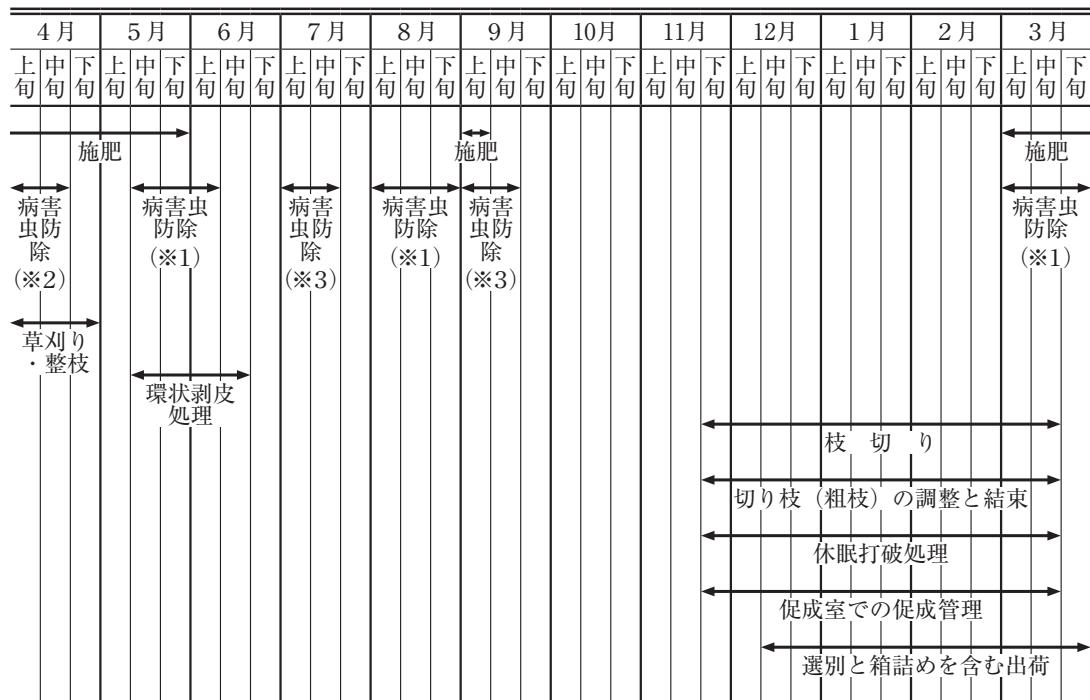 4月 5月 6月 7月 8月 9月 10月 11月 12月 1月 2月 3月
上旬 中旬 下旬 上旬 中旬 下旬 上旬 中旬 下旬 上旬 中旬 下旬 上旬 中旬 下旬 上旬 中旬 下旬 上旬 中旬 下旬 上旬 中旬 下旬 上旬 中旬 下旬 上旬 中旬 下旬 上旬 中旬 下旬 上旬 中旬 下旬
施肥 施肥 施肥
病害
虫防
除
(※2)
病害虫
防除
(※1)
病害
虫防
除
(※3)
病害虫
防除
(※1)
病害
虫防
除
(※3)
病害虫
防除
(※1)
草刈り
・整枝
環状剥皮
処理
枝 切 り
切り枝（粗枝）の調整と結束
休眠打破処理
促成室での促成管理
選別と箱詰めを含む出荷